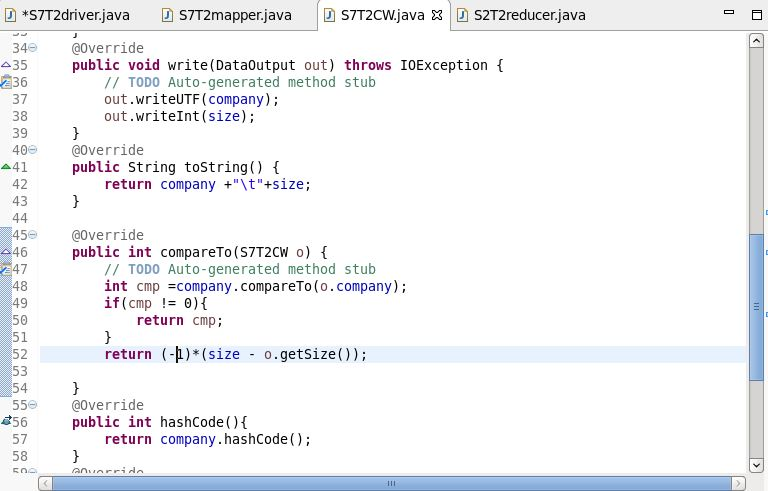 *S7T2driver.java S7T2mapper.java S7T2CW.java S2T2reducer.java
34 @Override
35 public void write(DataOutput out) throws IOException {
36 // TODO Auto-generated method stub
37 out.writeUTF(company);
38 out.writeInt(size);
39 }
40 @Override
41 public String toString() {
42 return company +"\t"+size;
43 }
44
45 @Override
46 public int compareTo(S7T2CW o) {
47 // TODO Auto-generated method stub
48 int cmp =company.compareTo(o.company);
49 if(cmp != 0){
50 return cmp;
51 }
52 return (-1)*(size - o.getSize());
53
54 }
55 @Override
56 public int hashCode(){
57 return company.hashCode();
58 }
59 @Override